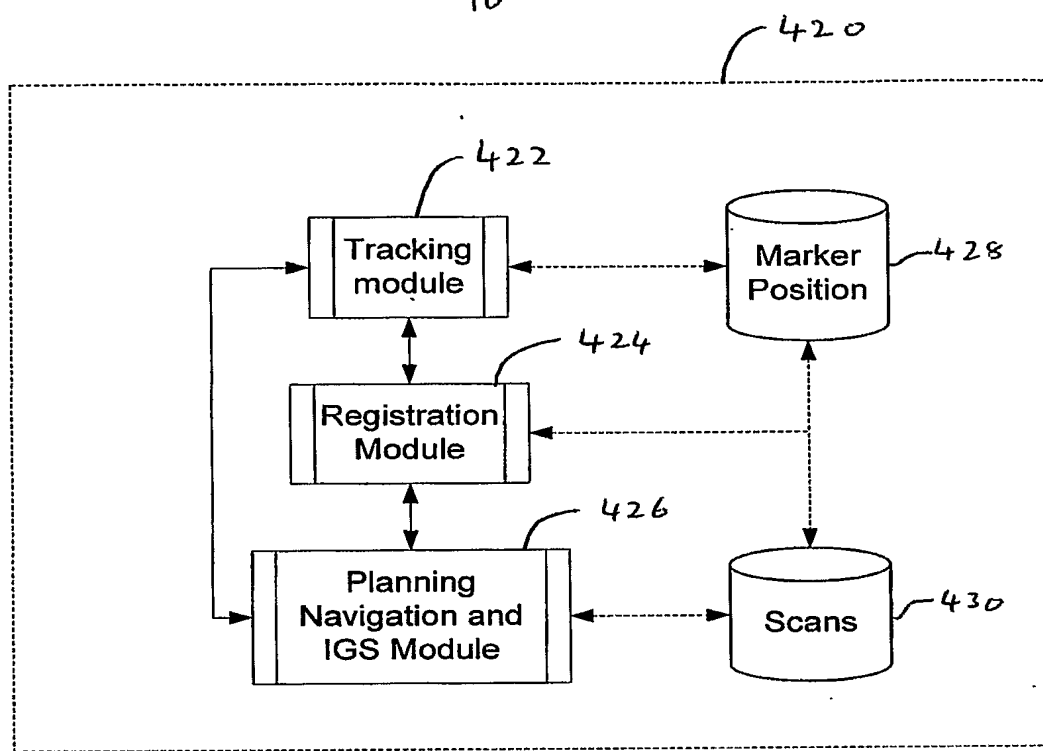 420
422
Tracking
module
Marker
Position
428
424
Registration
Module
426
Planning
Navigation and
IGS Module
Scans
430